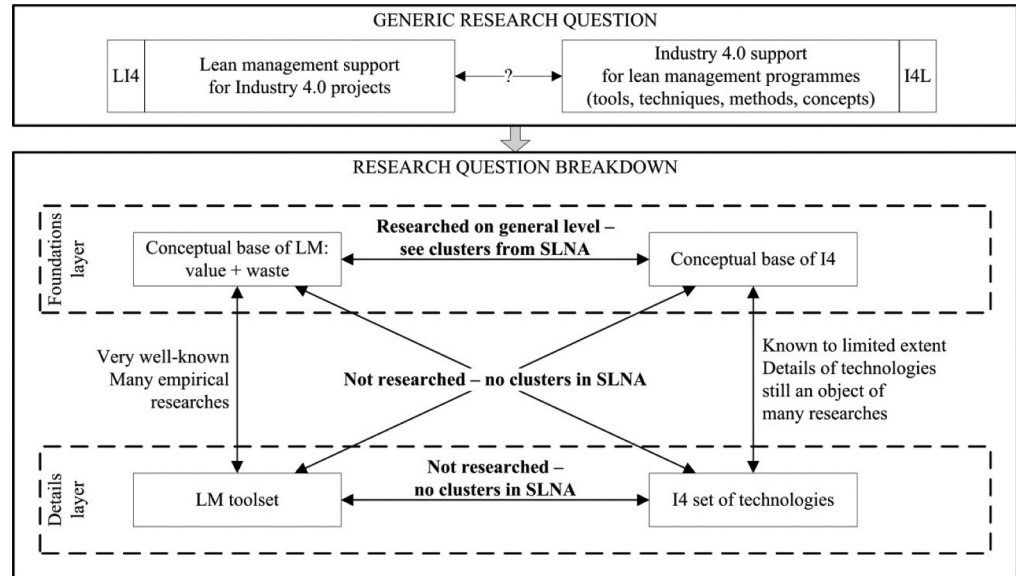 GENERIC RESEARCH QUESTION
LI4
Lean management support
for Industry 4.0 projects
?
Industry 4.0 support
for lean management programmes
(tools, techniques, methods, concepts)
I4L
RESEARCH QUESTION BREAKDOWN
Foundations
layer
Conceptual base of LM:
value + waste
Researched on general level –
see clusters from SLNA
Conceptual base of I4
Very well-known
Many empirical
researches
Not researched – no clusters in SLNA
Known to limited extent
Details of technologies
still an object of
many researches
Details
layer
LM toolset
Not researched –
no clusters in SLNA
I4 set of technologies